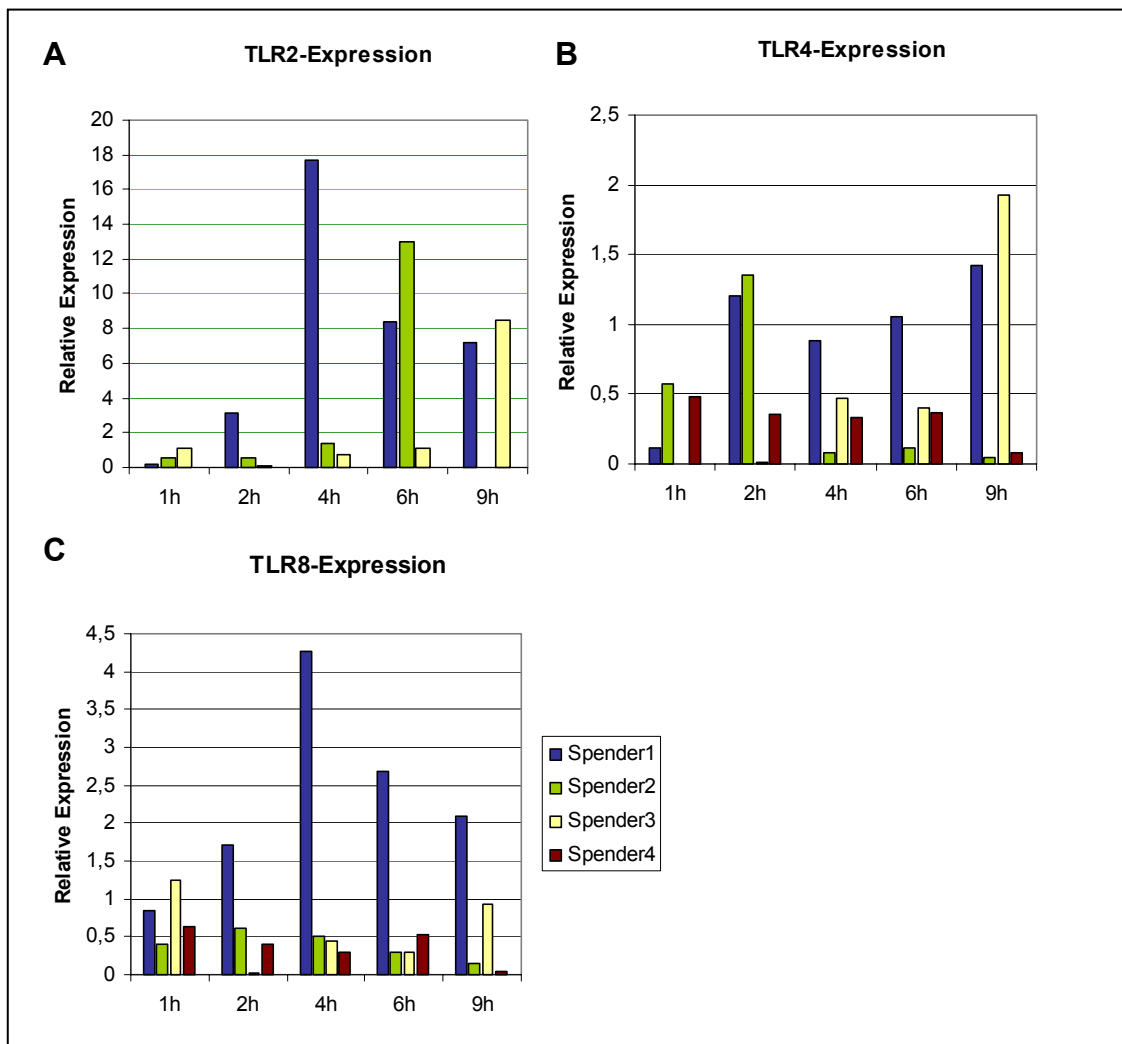 A
TLR2-Expression
Relative Expression
20
18
16
14
12
10
8
6
4
2
0
1h 2h 4h 6h 9h
B
TLR4-Expression
Relative Expression
2,5
2
1,5
1
0,5
0
1h 2h 4h 6h 9h
C
TLR8-Expression
Relative Expression
4,5
4
3,5
3
2,5
2
1,5
1
0,5
0
1h 2h 4h 6h 9h
Spender1
Spender2
Spender3
Spender4